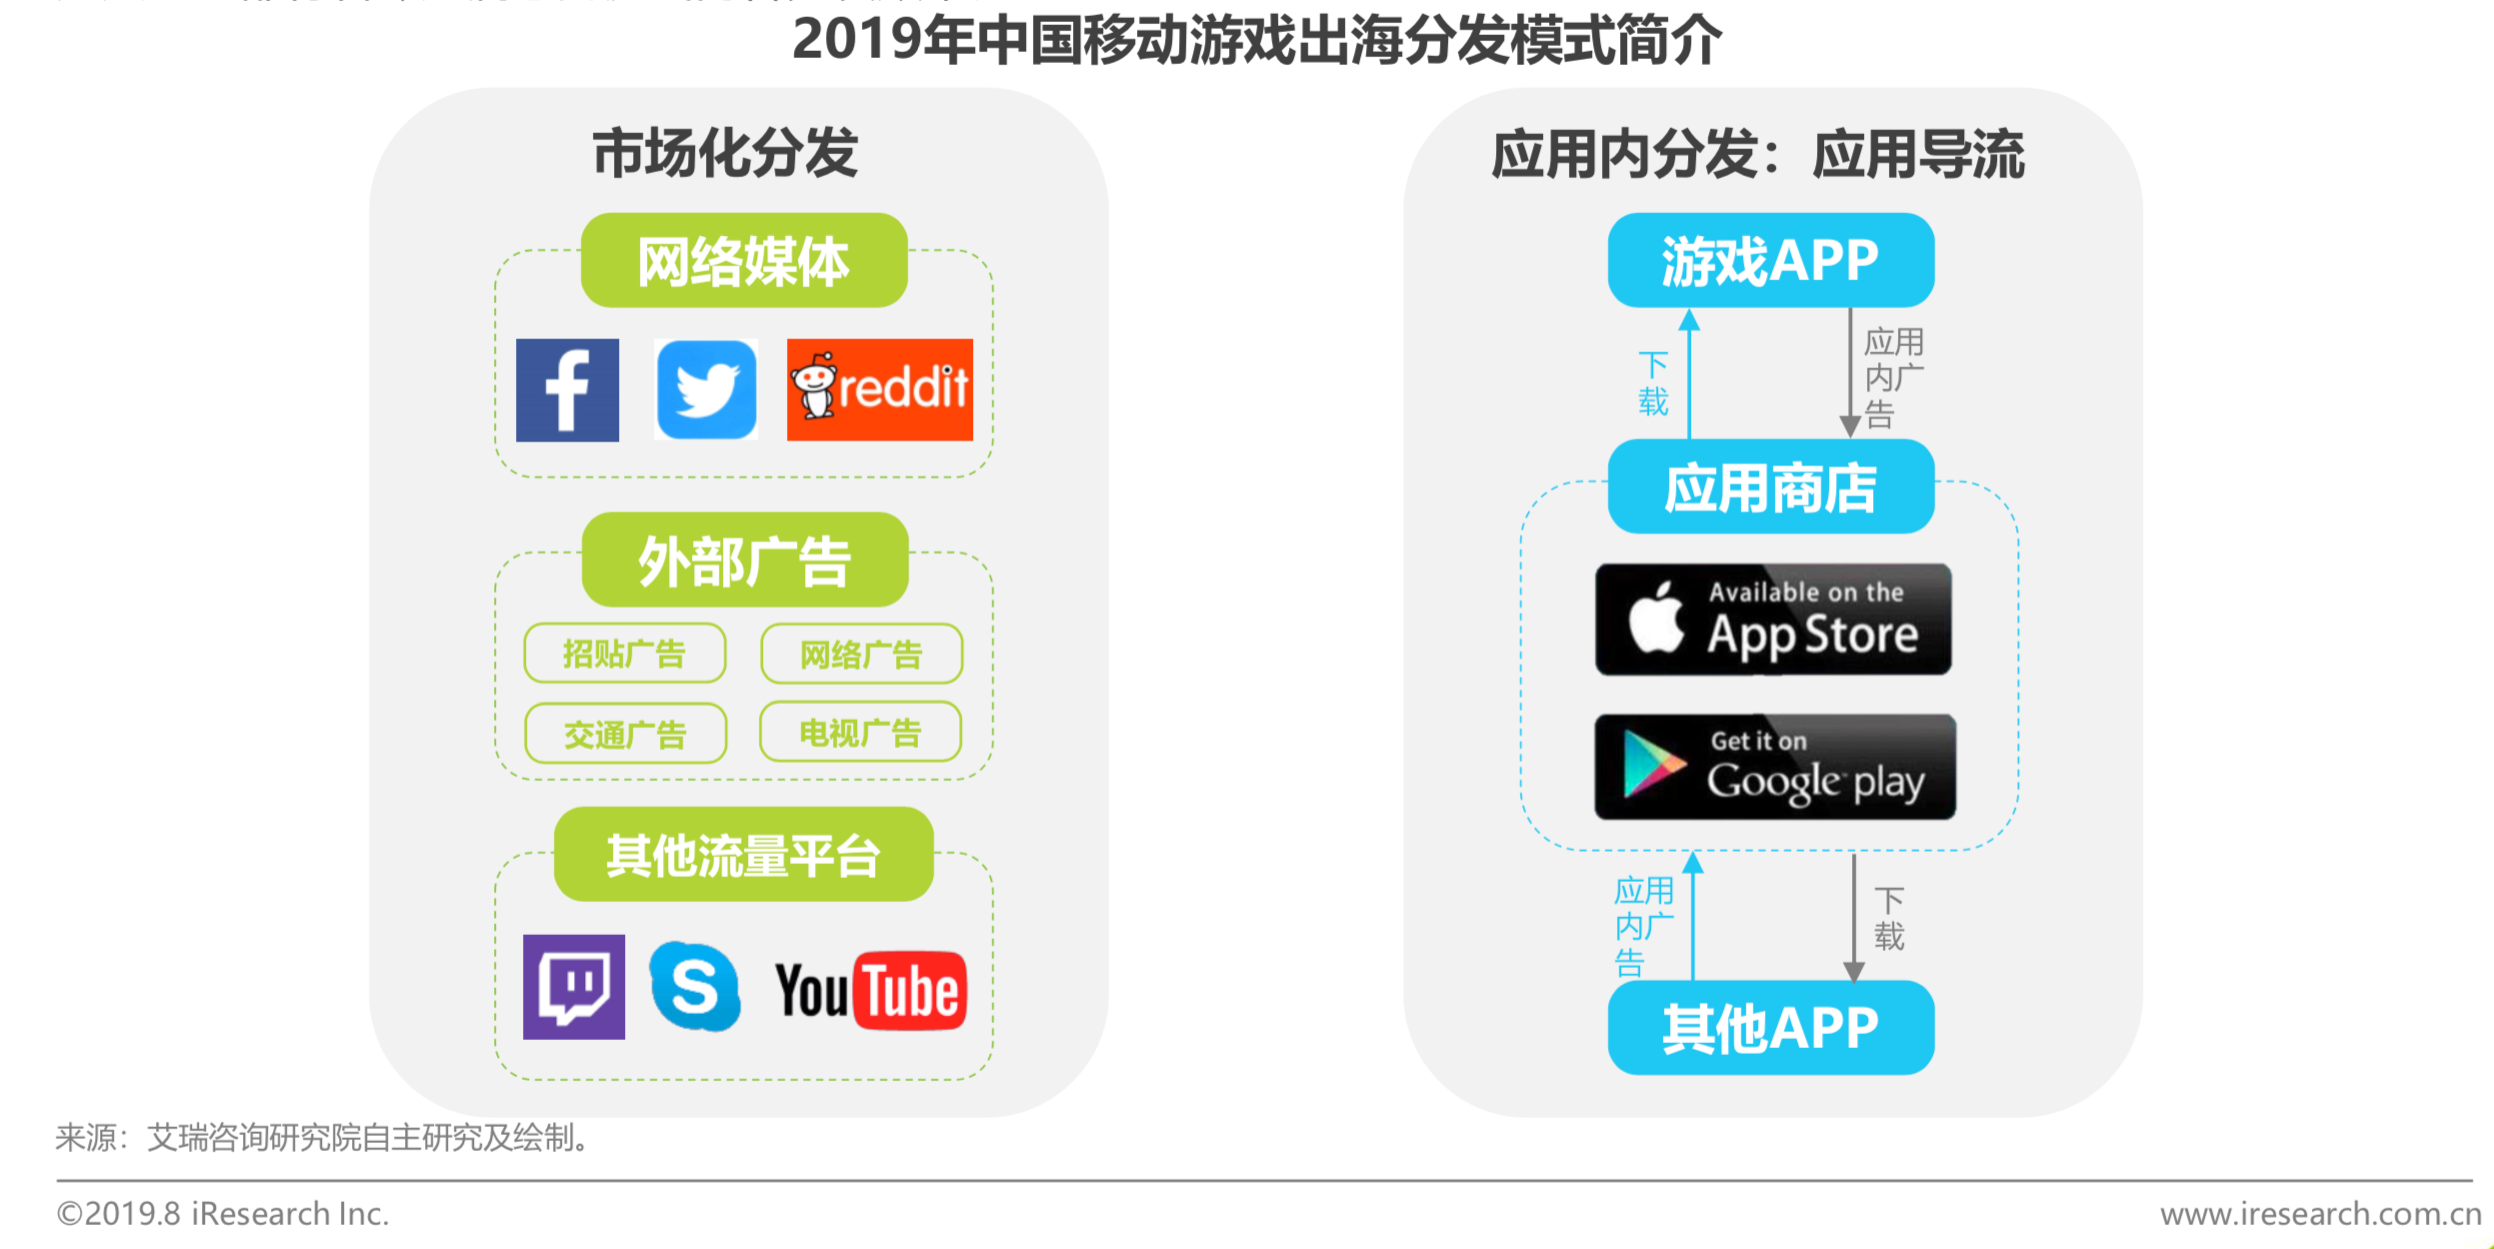 2019年中国移动游戏出海分发模式简介
市场化分发
网络媒体
f
reddit
外部广告
招贴广告
网络广告
交通广告
电视广告
其他流量平台
S
YouTube
应用内分发：应用导流
游戏APP
下载
应用内广告
应用商店
Available on the
App Store
Get it on
Google play
应用内广告
下载
其他APP
来源：艾瑞咨询研究院自主研究及绘制。
©2019.8 iResearch Inc.
www.iresearch.com.cn